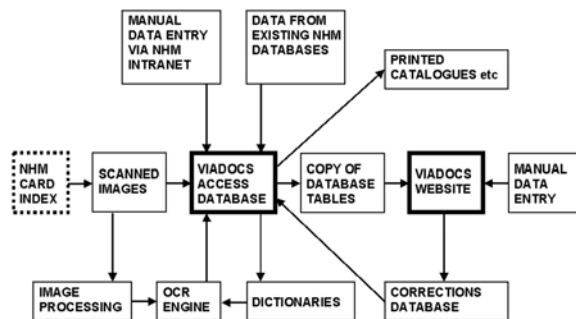 MANUAL
DATA ENTRY
VIA NHM
INTRANET
DATA FROM
EXISTING NHM
DATABASES
PRINTED
CATALOGUES etc
NHM
CARD
INDEX
SCANNED
IMAGES
VIADOCS
ACCESS
DATABASE
COPY OF
DATABASE
TABLES
VIADOCS
WEBSITE
MANUAL
DATA
ENTRY
IMAGE
PROCESSING
OCR
ENGINE
DICTIONARIES
CORRECTIONS
DATABASE